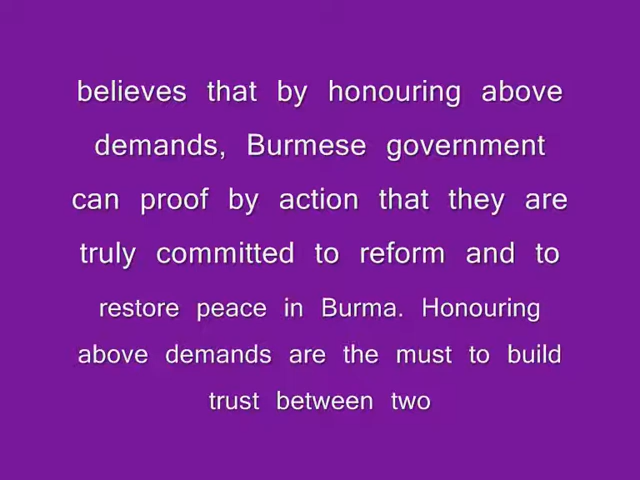 believes that by honouring above
demands, Burmese government
can proof by action that they are
truly committed to reform and to
restore peace in Burma. Honouring
above demands are the must to build
trust between two